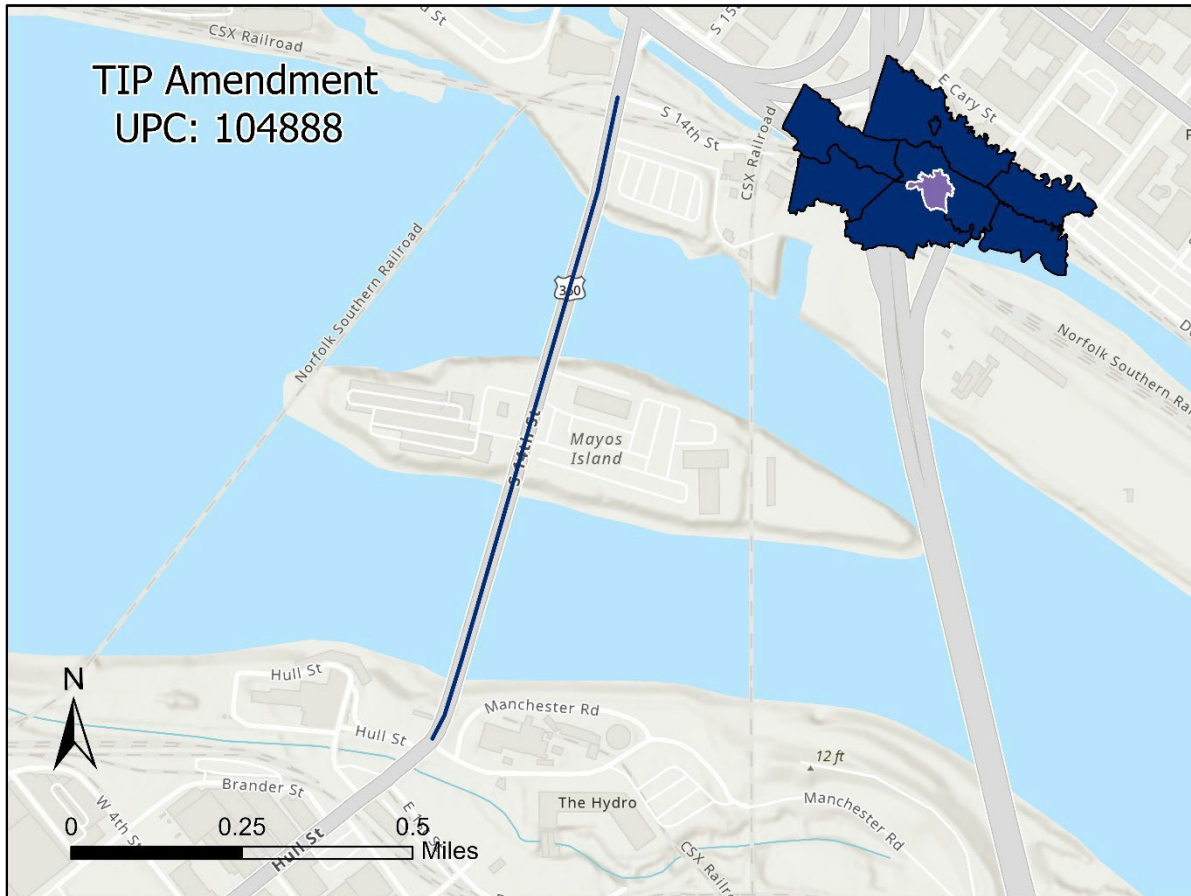 TIP Amendment
UPC: 104888
CSX Railroad
S 14th St
E Cary St
CSX Railroad
Norfolk Southern Railroad
360
S 14th St
Mayos
Island
Norfolk Southern Rai
Hull St
Hull St
Manchester Rd
12 ft
Manchester Rd
The Hydro
Brander St
W 4th St
Hull St
CSX Railroa
N
0 0.25 0.5
Miles